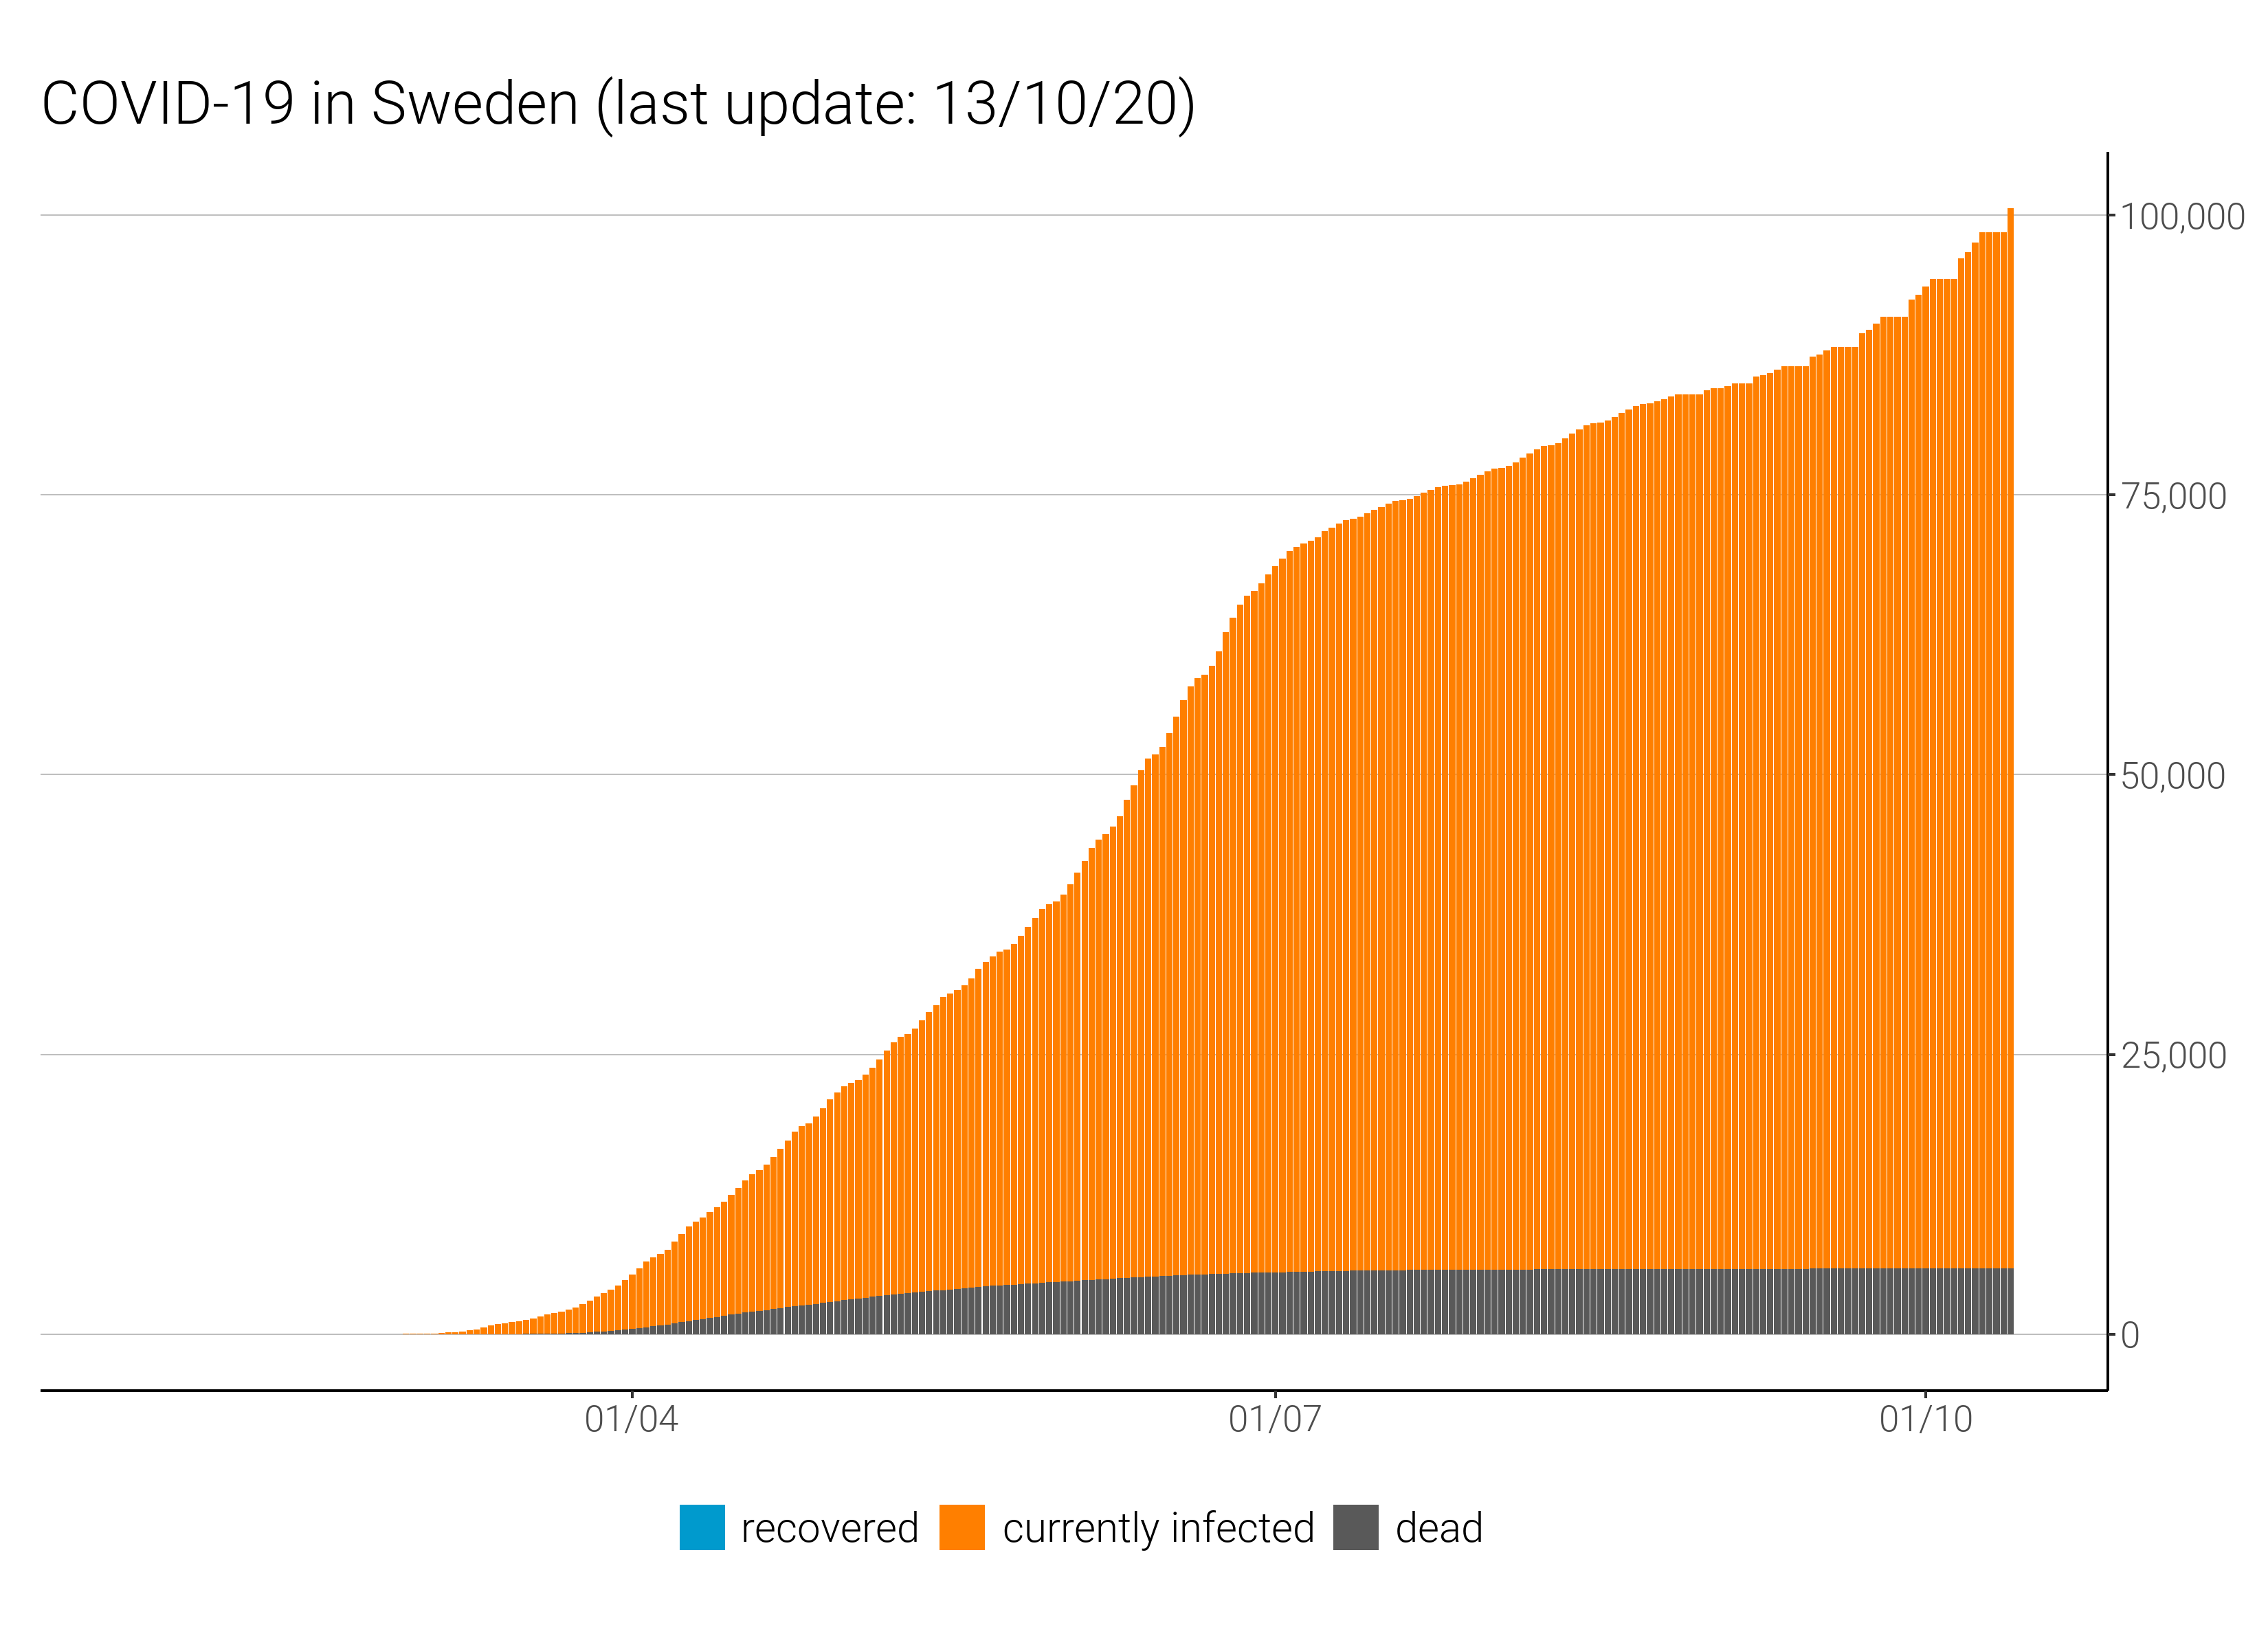 COVID-19 in Sweden (last update: 13/10/20)
100,000
75,000
50,000
25,000
0
01/04 01/07 01/10
recovered currently infected dead